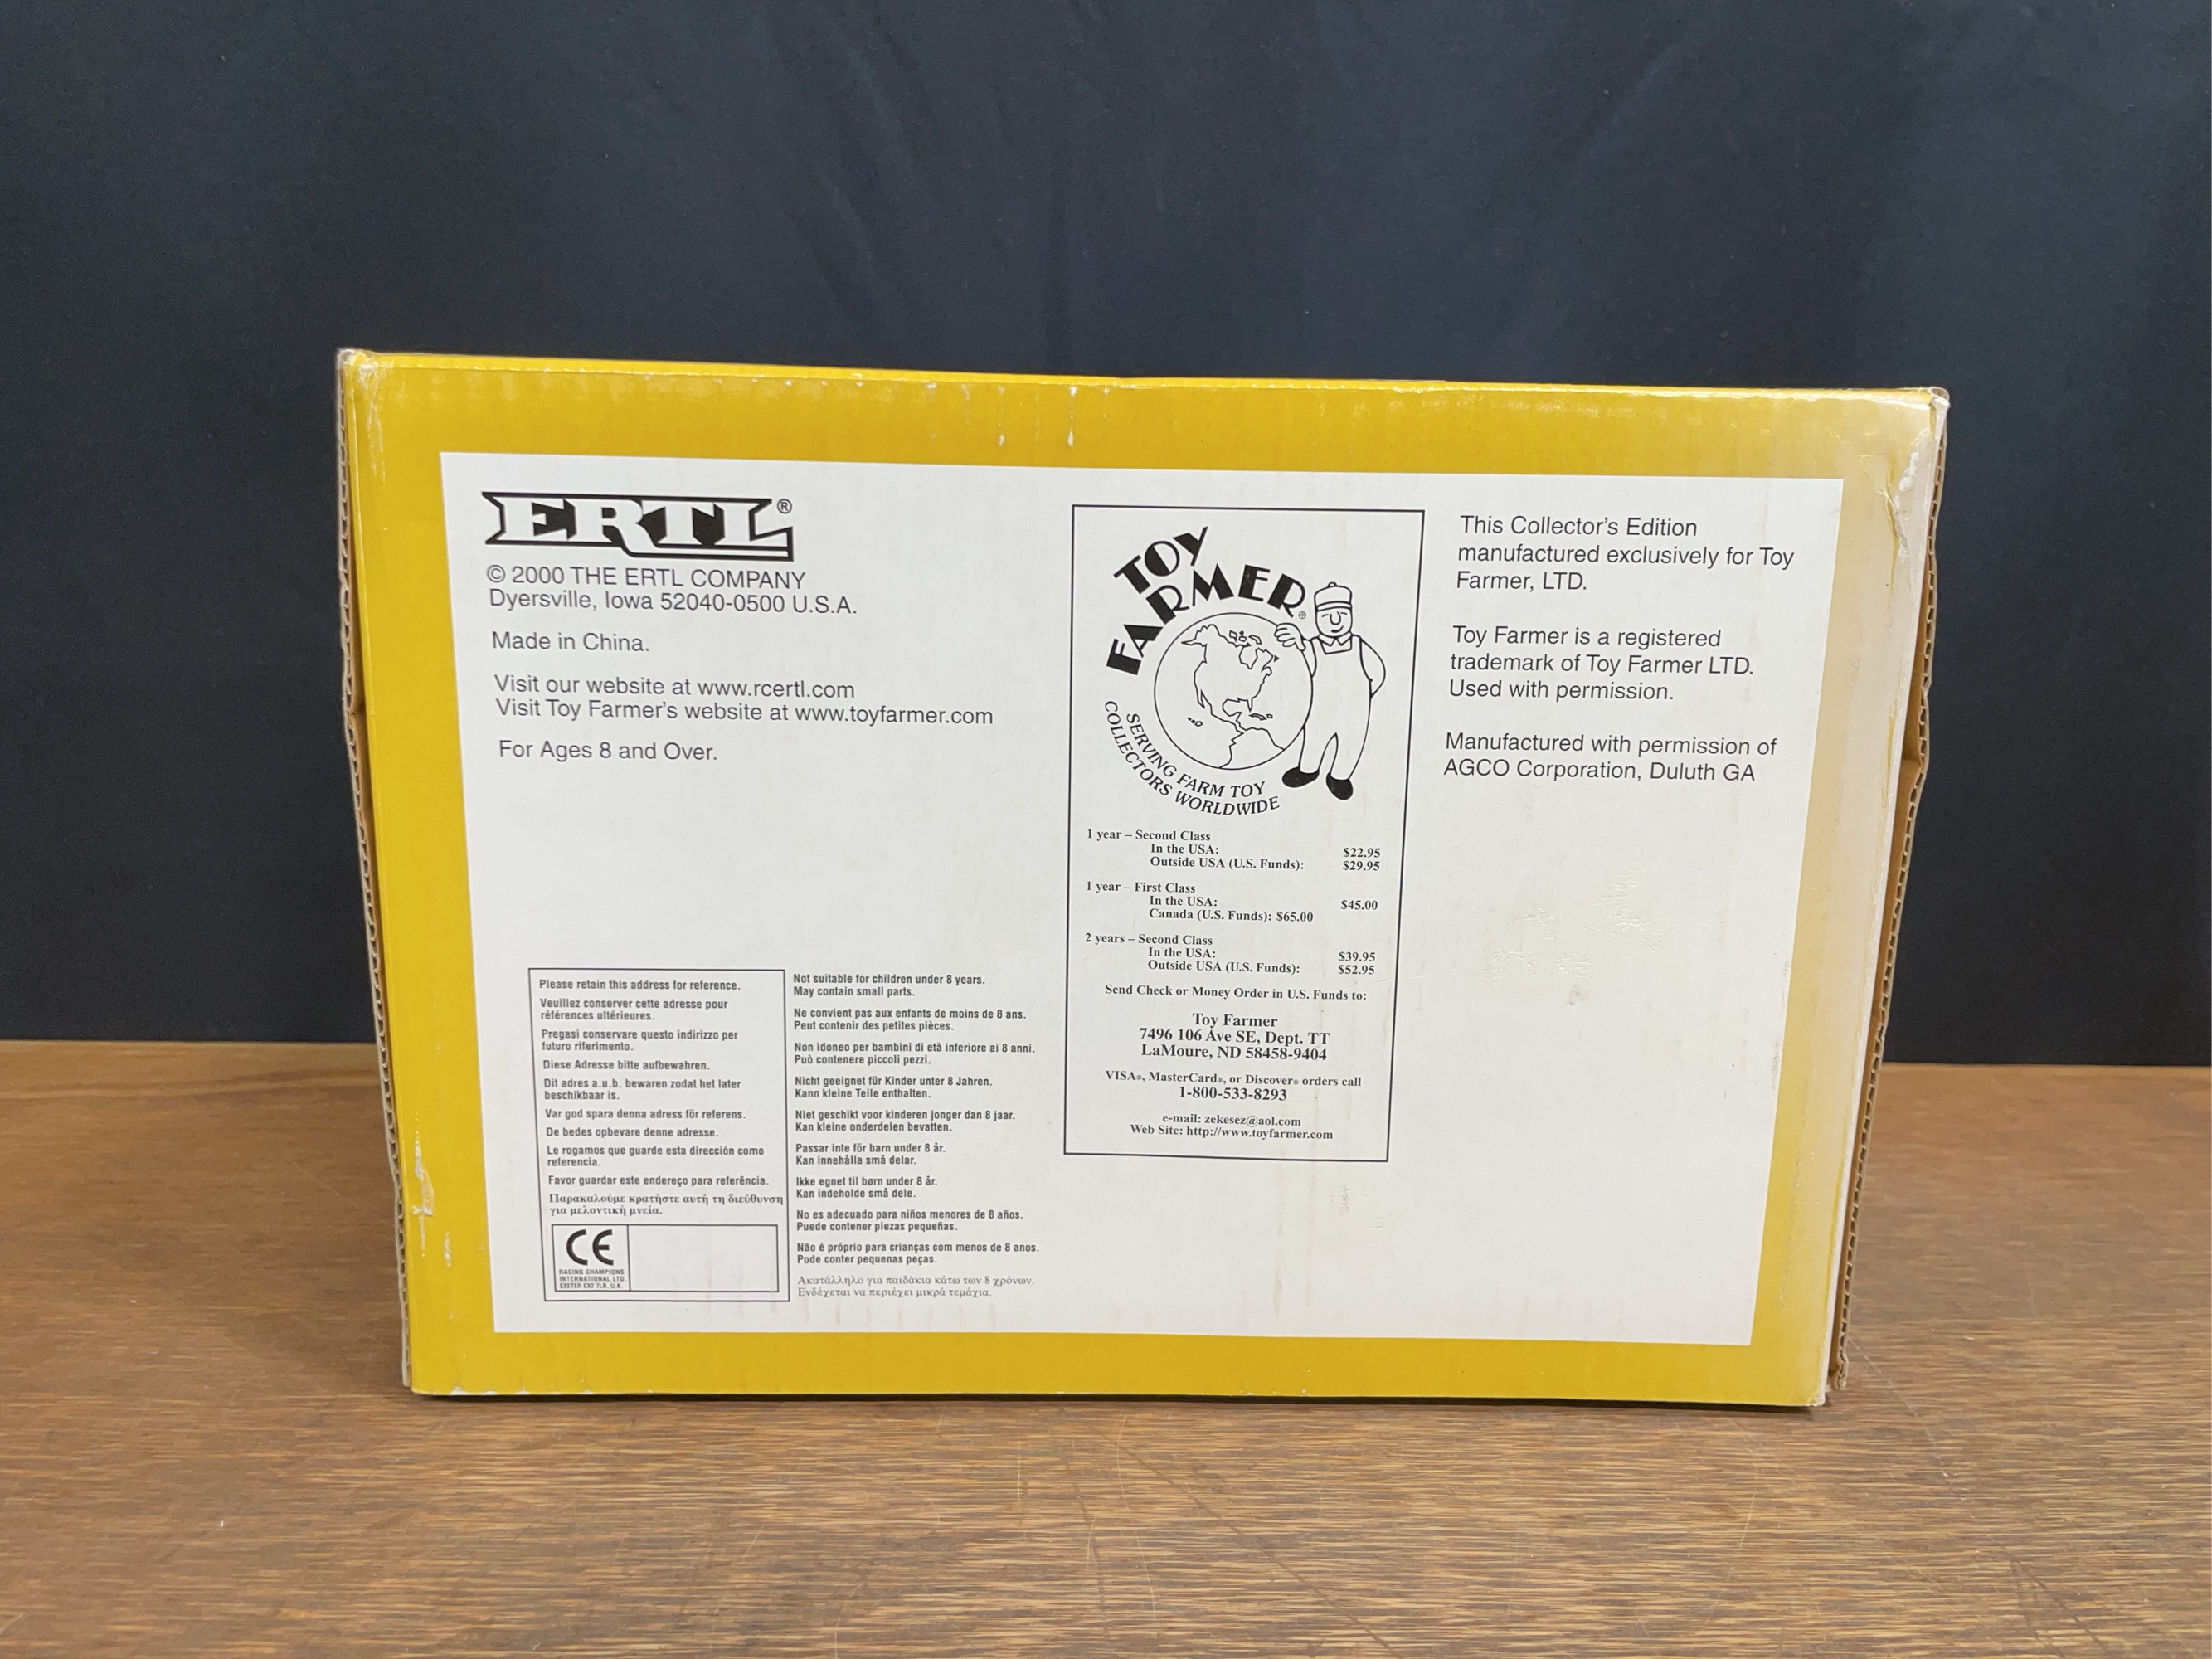 ERTL®
© 2000 THE ERTL COMPANY
Dyersville, Iowa 52040-0500 U.S.A.
Made in China.
Visit our website at www.rcertl.com
Visit Toy Farmer's website at www.toyfarmer.com
For Ages 8 and Over.
Please retain this address for reference.
Veuillez conserver cette adresse pour
références ultérieures.
Pregasi conservare questo indirizzo per
futuro riferimento.
Diese Adresse bitte aufbewahren.
Dit adres a.u.b. bewaren zodat het later
beschikbaar is.
Var god spara denna adress för referens.
De bedes opbevare denne adresse.
Le rogamos que guarde esta dirección como
referencia.
Favor guardar este endereço para referência.
Παρακαλούμε κρατήστε αυτή τη διεύθυνση
για μελοντική μνεία.
CE
RACING CHAMPIONS
INTERNATIONAL LTD.
EXETER EX2 7LB, U.K.
Not suitable for children under 8 years.
May contain small parts.
Ne convient pas aux enfants de moins de 8 ans.
Peut contenir des petites pièces.
Non idoneo per bambini di età inferiore ai 8 anni.
Può contenere piccoli pezzi.
Nicht geeignet für Kinder unter 8 Jahren.
Kann kleine Teile enthalten.
Niet geschikt voor kinderen jonger dan 8 jaar.
Kan kleine onderdelen bevatten.
Passar inte för barn under 8 år.
Kan innehålla små delar.
Ikke egnet til børn under 8 år.
Kan indeholde små dele.
No es adecuado para niños menores de 8 años.
Puede contener piezas pequeñas.
Não é próprio para crianças com menos de 8 anos.
Pode conter pequenas peças.
Ακατάλληλο για παιδάκια κάτω των 8 χρόνων.
Ενδέχεται να περιέχει μικρά τεμάχια.
TOY
FARMER®
SERVING FARM TOY
COLLECTORS WORLDWIDE
1 year – Second Class
In the USA: $22.95
Outside USA (U.S. Funds): $29.95
1 year – First Class
In the USA: $45.00
Canada (U.S. Funds): $65.00
2 years – Second Class
In the USA: $39.95
Outside USA (U.S. Funds): $52.95
Send Check or Money Order in U.S. Funds to:
Toy Farmer
7496 106 Ave SE, Dept. TT
LaMoure, ND 58458-9404
VISA®, MasterCard®, or Discover® orders call
1-800-533-8293
e-mail: zekesez@aol.com
Web Site: http://www.toyfarmer.com
This Collector's Edition
manufactured exclusively for Toy
Farmer, LTD.
Toy Farmer is a registered
trademark of Toy Farmer LTD.
Used with permission.
Manufactured with permission of
AGCO Corporation, Duluth GA